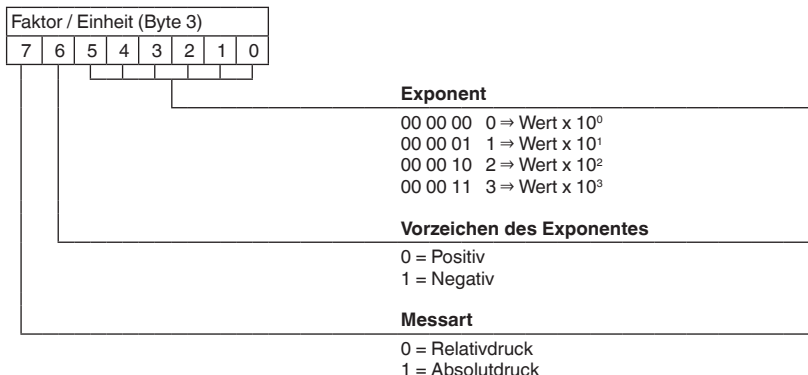 Faktor / Einheit (Byte 3)
7 6 5 4 3 2 1 0
Exponent
00 00 00 0 ⇒ Wert x 10⁰
00 00 01 1 ⇒ Wert x 10¹
00 00 10 2 ⇒ Wert x 10²
00 00 11 3 ⇒ Wert x 10³
Vorzeichen des Exponentes
0 = Positiv
1 = Negativ
Messart
0 = Relativdruck
1 = Absolutdruck